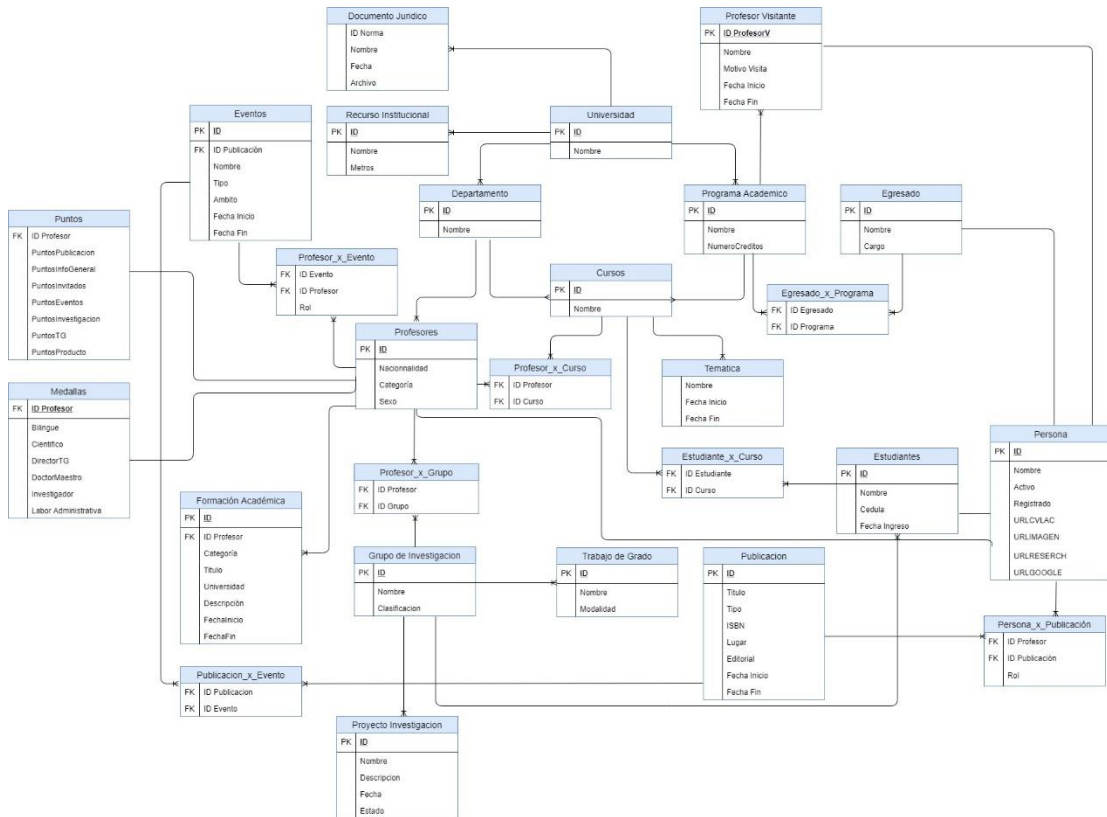 Documento Juridico
ID Norma
Nombre
Fecha
Archivo
Profesor Visitante
PK ID ProfesorV
Nombre
Motivo Visita
Fecha Inicio
Fecha Fin
Eventos
PK ID
FK ID Publicación
Nombre
Tipo
Ambito
Fecha Inicio
Fecha Fin
Recurso Institucional
PK ID
Nombre
Metros
Universidad
PK ID
Nombre
Departamento
PK ID
Nombre
Programa Academico
PK ID
Nombre
NumeroCreditos
Egresado
PK ID
Nombre
Cargo
Puntos
FK ID Profesor
PuntosPublicacion
PuntosInfoGeneral
PuntosInvitados
PuntosEventos
PuntosInvestigacion
PuntosTG
PuntosProducto
Profesor_x_Evento
FK ID Evento
FK ID Profesor
Rol
Cursos
PK ID
Nombre
Egresado_x_Programa
FK ID Egresado
FK ID Programa
Profesores
PK ID
Nacionnalidad
Categoría
Sexo
Profesor_x_Curso
FK ID Profesor
FK ID Curso
Tematica
Nombre
Fecha Inicio
Fecha Fin
Medallas
FK ID Profesor
Bilingue
Cientifico
DirectorTG
DoctorMaestro
Investigador
Labor Administrativa
Persona
PK ID
Nombre
Activo
Registrado
URLCVLAC
URLIMAGEN
URLRESERCH
URLGOOGLE
Profesor_x_Grupo
FK ID Profesor
FK ID Grupo
Estudiante_x_Curso
FK ID Estudiante
FK ID Curso
Estudiantes
PK ID
Nombre
Cedula
Fecha Ingreso
Formación Académica
PK ID
FK ID Profesor
Categoría
Titulo
Universidad
Descripción
FechaInicio
FechaFin
Grupo de Investigacion
PK ID
Nombre
Clasificacion
Trabajo de Grado
PK ID
Nombre
Modalidad
Publicacion
PK ID
Titulo
Tipo
ISBN
Lugar
Editorial
Fecha Inicio
Fecha Fin
Persona_x_Publicación
FK ID Profesor
FK ID Publicación
Rol
Publicacion_x_Evento
FK ID Publicacion
FK ID Evento
Proyecto Investigacion
PK ID
Nombre
Descripcion
Fecha
Estado